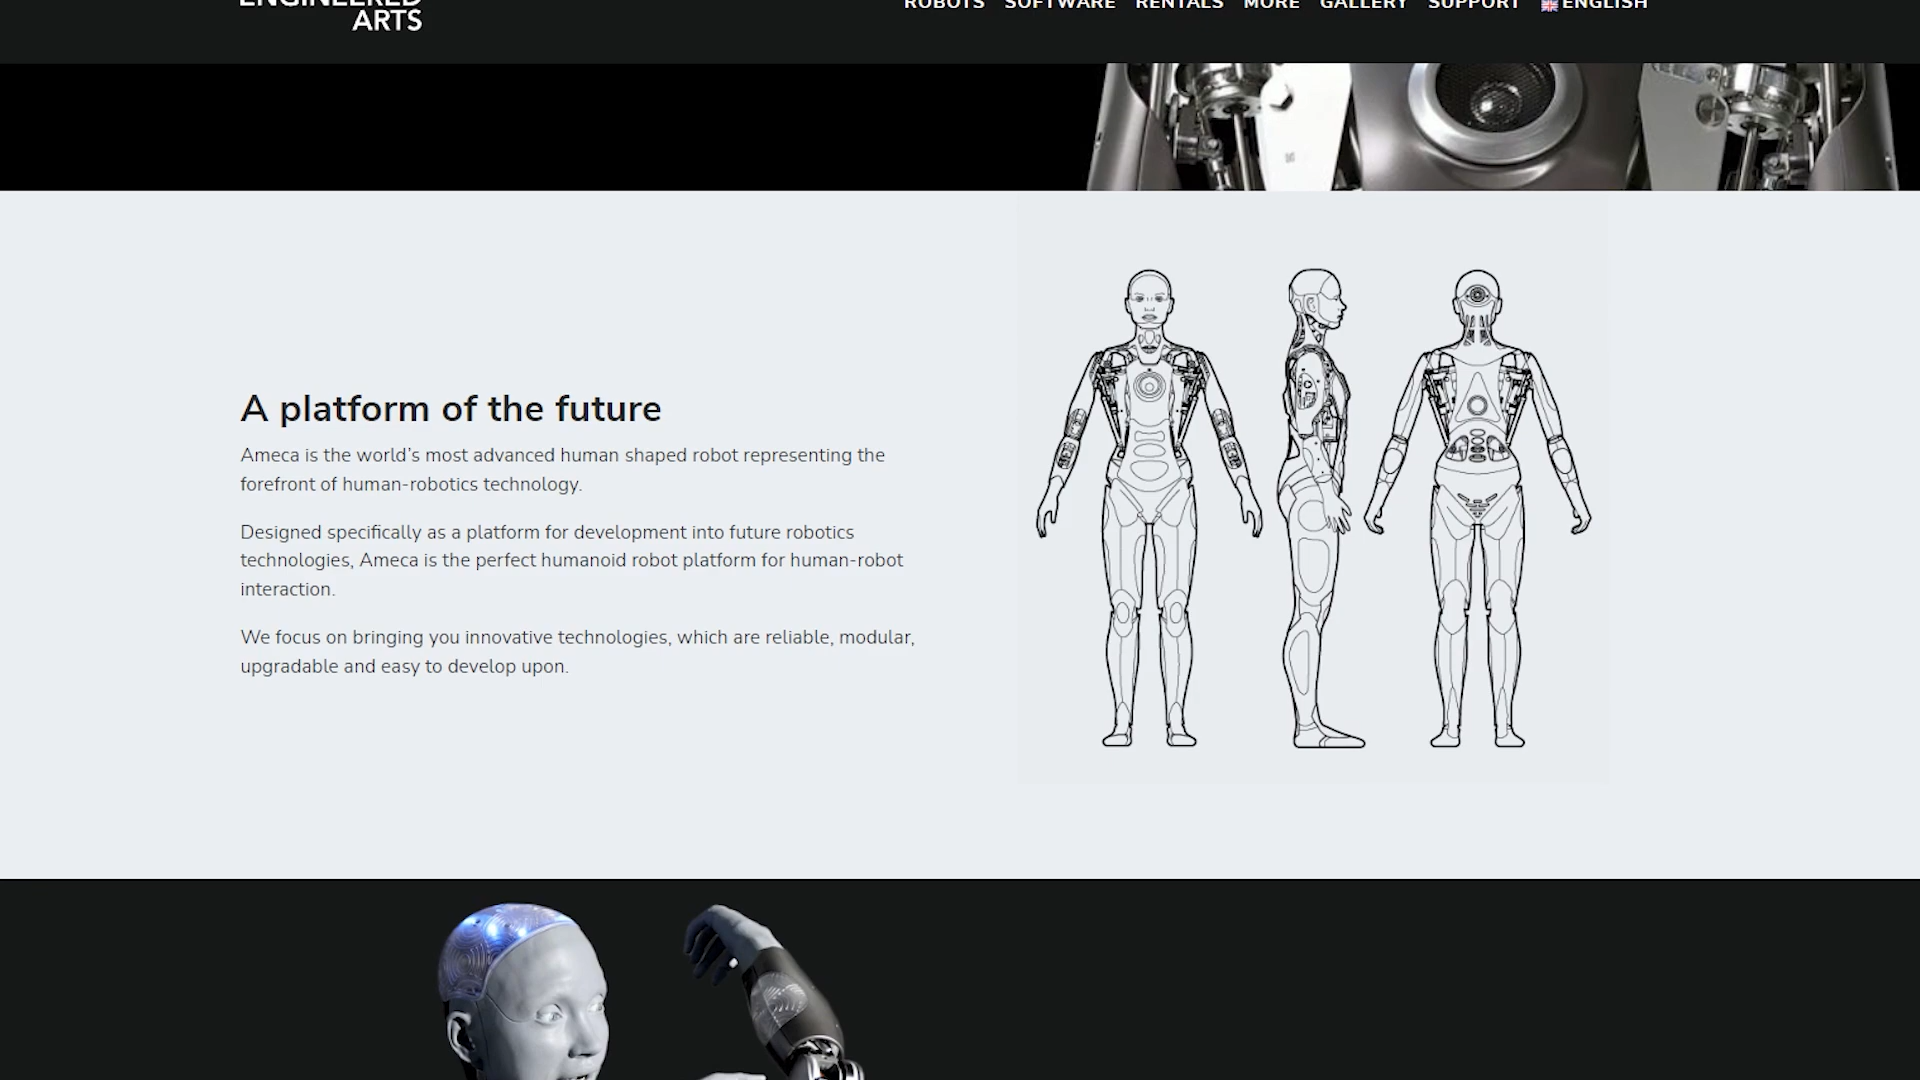 ENGINEERED
ARTS
ROBOTS SOFTWARE RENTALS MORE GALLERY SUPPORT ENGLISH
A platform of the future
Ameca is the world’s most advanced human shaped robot representing the
forefront of human-robotics technology.
Designed specifically as a platform for development into future robotics
technologies, Ameca is the perfect humanoid robot platform for human-robot
interaction.
We focus on bringing you innovative technologies, which are reliable, modular,
upgradable and easy to develop upon.